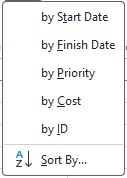 by Start Date
by Finish Date
by Priority
by Cost
by ID
A
Z
Sort By...